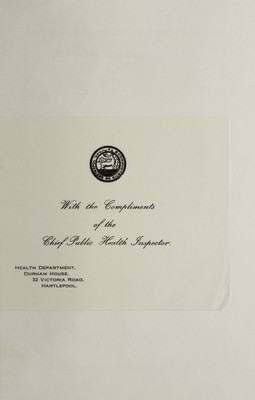 With the Compliments
of the
Chief Public Health Inspector.
Health Department,
Durham House,
32 Victoria Road,
Hartlepool.